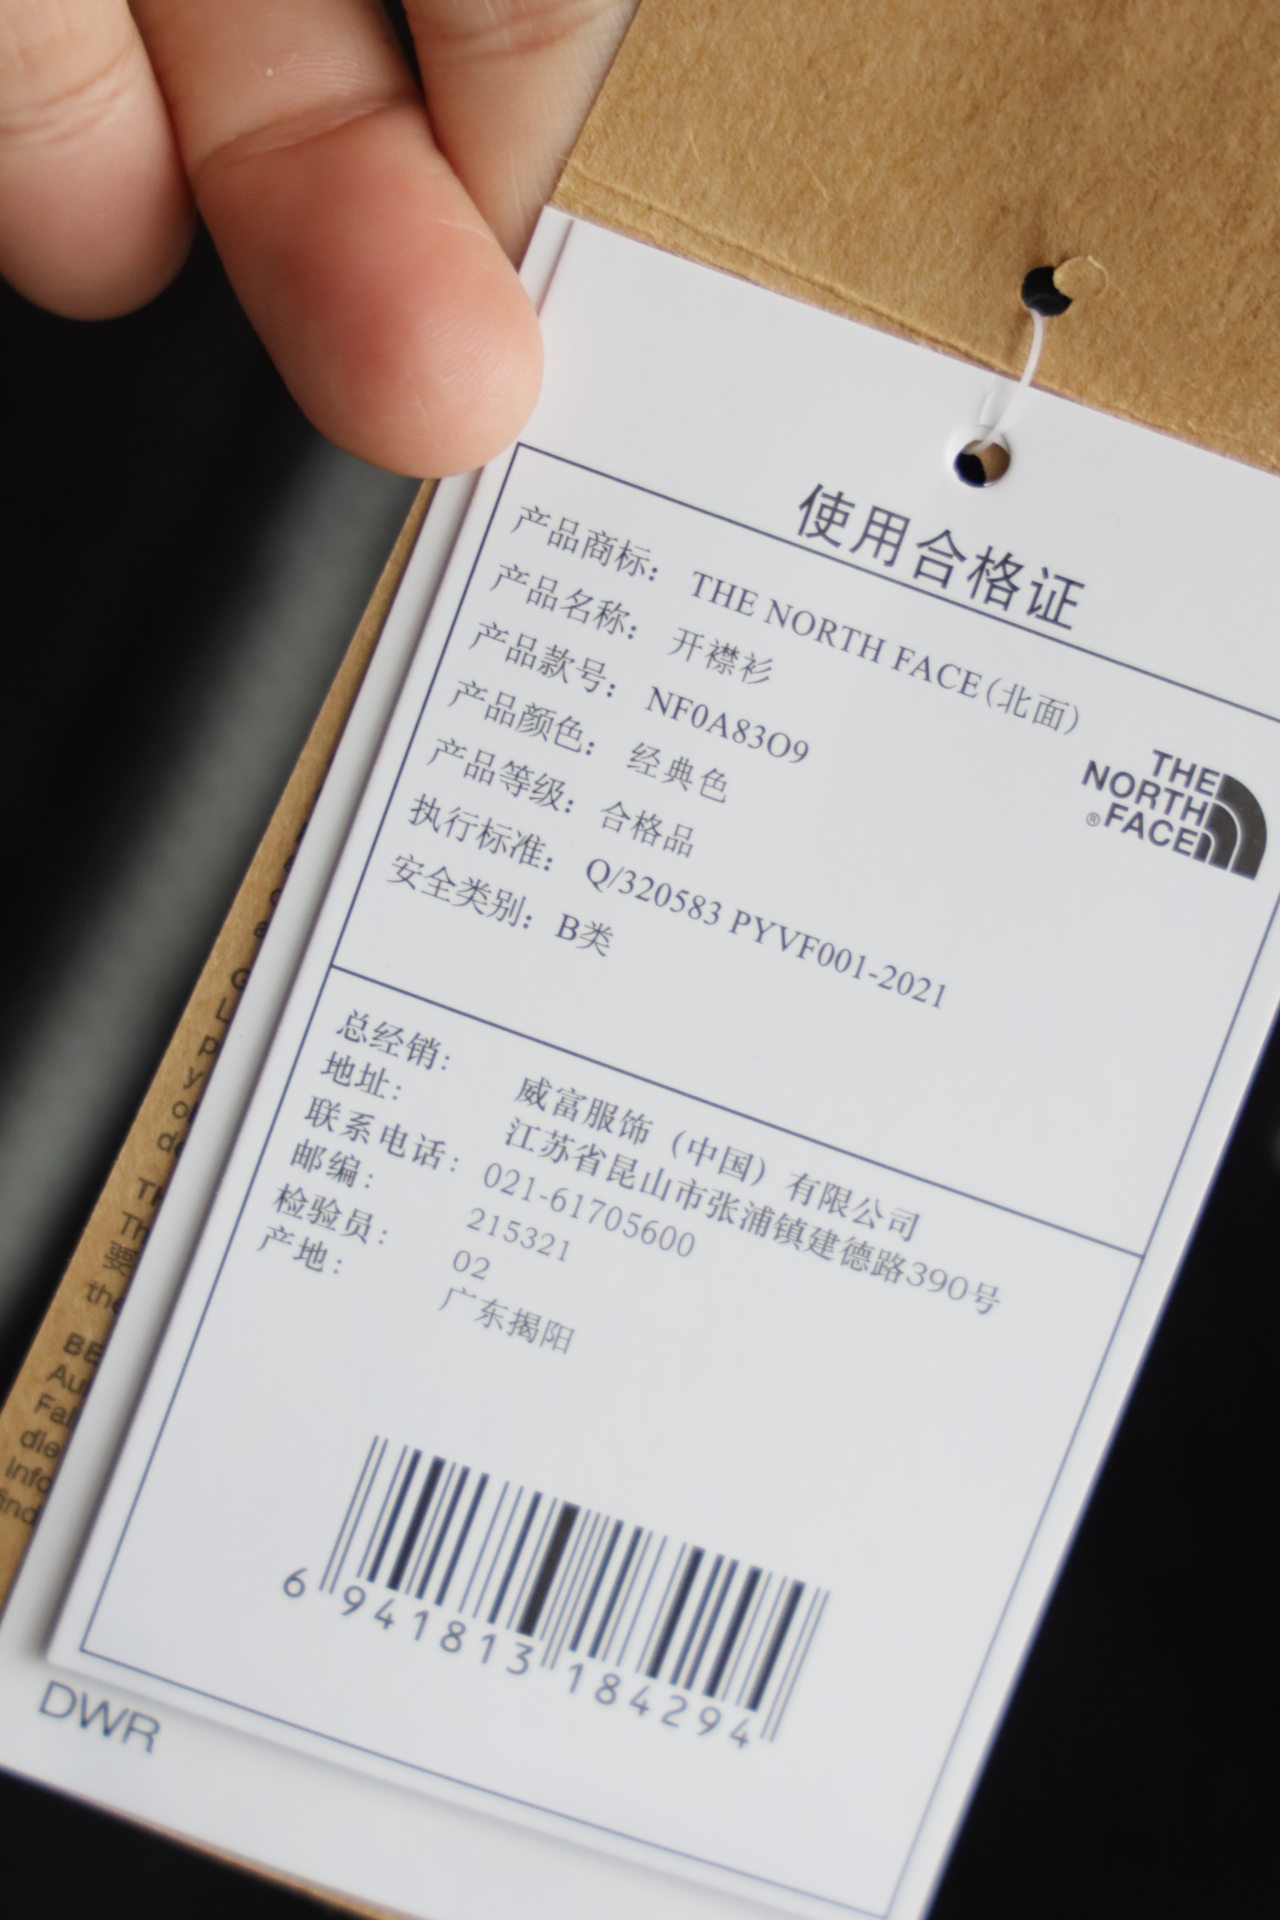 使用合格证
产品商标： THE NORTH FACE（北面）
产品名称： 开襟衫
产品款号： NF0A83O9
产品颜色： 经典色
产品等级： 合格品
执行标准： Q/320583 PYVF001-2021
安全类别： B类
THE
NORTH
®FACE
总经销： 威富服饰（中国）有限公司
地址： 江苏省昆山市张浦镇建德路390号
联系电话： 021-61705600
邮编： 215321
检验员： 02
产地： 广东揭阳
6 941813 184294
DWR